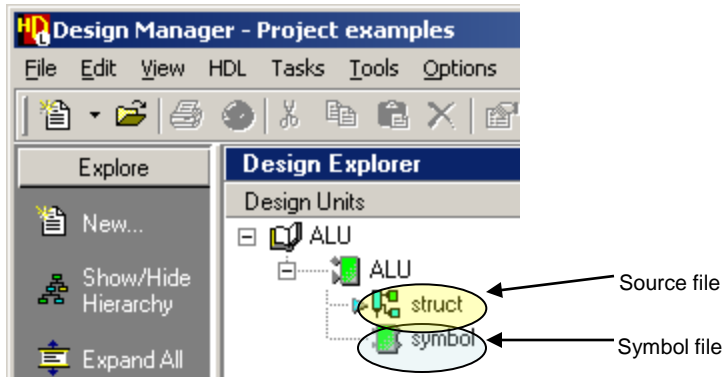 HDL Design Manager - Project examples
File Edit View HDL Tasks Tools Options
Explore
Design Explorer
Design Units
New...
ALU
Show/Hide
Hierarchy
ALU
struct
Source file
symbol
Symbol file
Expand All